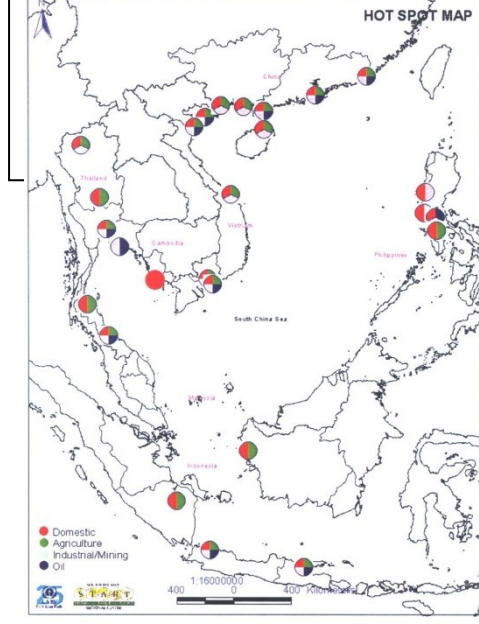 HOT SPOT MAP
China
Thailand
Vietnam
Cambodia
Philippines
South China Sea
Malaysia
Indonesia
Domestic
Agriculture
Industrial/Mining
Oil
START
1:16000000
400 0 400 Kilometers